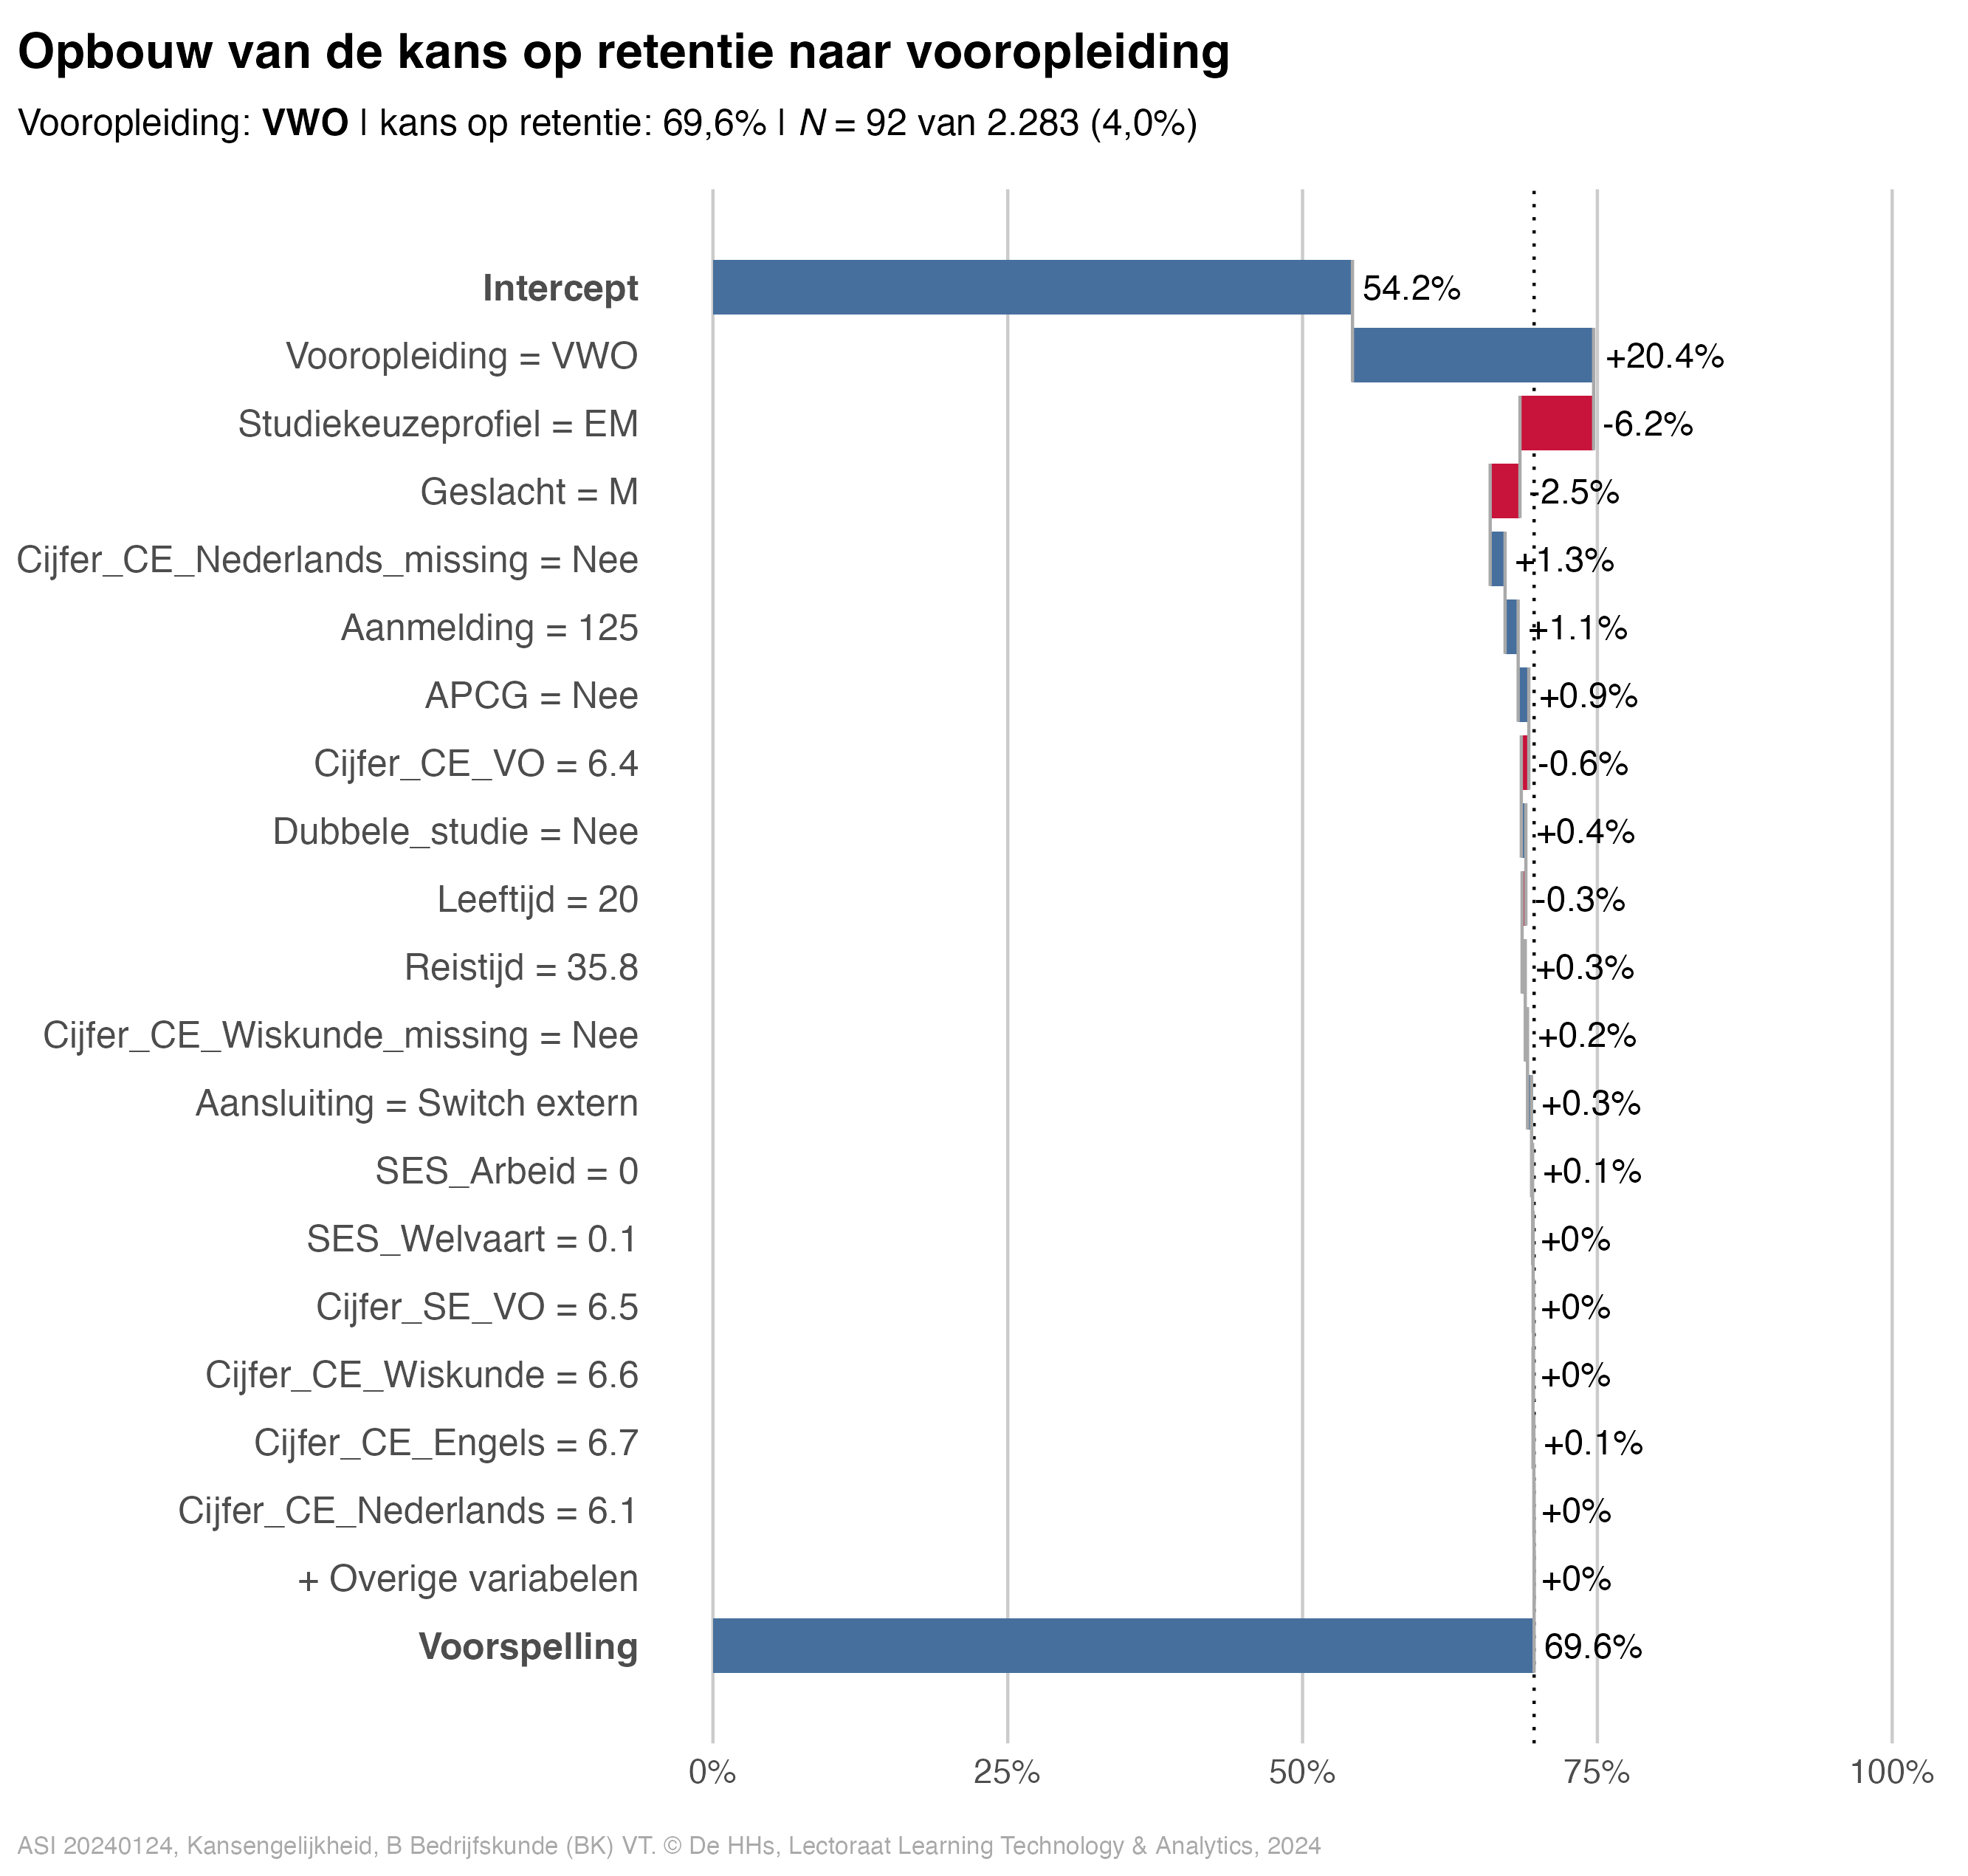 Opbouw van de kans op retentie naar vooropleiding
Vooropleiding: VWO | kans op retentie: 69,6% | N = 92 van 2.283 (4,0%)
Intercept 54.2%
Vooropleiding = VWO +20.4%
Studiekeuzeprofiel = EM -6.2%
Geslacht = M -2.5%
Cijfer_CE_Nederlands_missing = Nee +1.3%
Aanmelding = 125 +1.1%
APCG = Nee +0.9%
Cijfer_CE_VO = 6.4 -0.6%
Dubbele_studie = Nee +0.4%
Leeftijd = 20 -0.3%
Reistijd = 35.8 +0.3%
Cijfer_CE_Wiskunde_missing = Nee +0.2%
Aansluiting = Switch extern +0.3%
SES_Arbeid = 0 +0.1%
SES_Welvaart = 0.1 +0%
Cijfer_SE_VO = 6.5 +0%
Cijfer_CE_Wiskunde = 6.6 +0%
Cijfer_CE_Engels = 6.7 +0.1%
Cijfer_CE_Nederlands = 6.1 +0%
+ Overige variabelen +0%
Voorspelling 69.6%
0% 25% 50% 75% 100%
ASI 20240124, Kansengelijkheid, B Bedrijfskunde (BK) VT. © De HHs, Lectoraat Learning Technology & Analytics, 2024